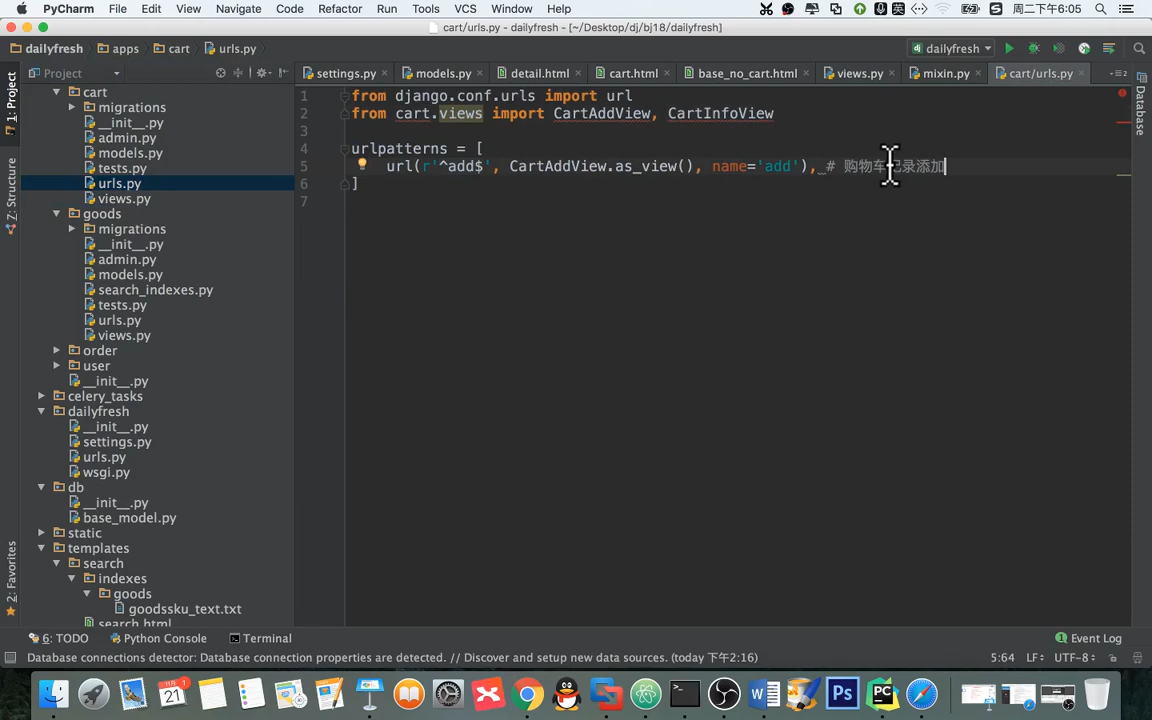 PyCharm File Edit View Navigate Code Refactor Run Tools VCS Window Help 周二下午6:05
cart/urls.py - dailyfresh - [~/Desktop/dj/bj18/dailyfresh]
dailyfresh apps cart urls.py dailyfresh
Project settings.py models.py detail.html cart.html base_no_cart.html views.py mixin.py cart/urls.py
1: Project
Z: Structure
2: Favorites
Database
cart
migrations
__init__.py
admin.py
models.py
tests.py
urls.py
views.py
goods
migrations
__init__.py
admin.py
models.py
search_indexes.py
tests.py
urls.py
views.py
order
user
__init__.py
celery_tasks
dailyfresh
__init__.py
settings.py
urls.py
wsgi.py
db
__init__.py
base_model.py
static
templates
search
indexes
goods
goodssku_text.txt
search.html
1 from django.conf.urls import url
2 from cart.views import CartAddView, CartInfoView
3
4 urlpatterns = [
5 url(r'^add$', CartAddView.as_view(), name='add'), # 购物车记录添加
6 ]
7
6: TODO Python Console Terminal 1 Event Log
Database connections detector: Database connection properties are detected. // Discover and setup new data sources. (today 下午2:16) 5:64 LF UTF-8
21 W Ps PC